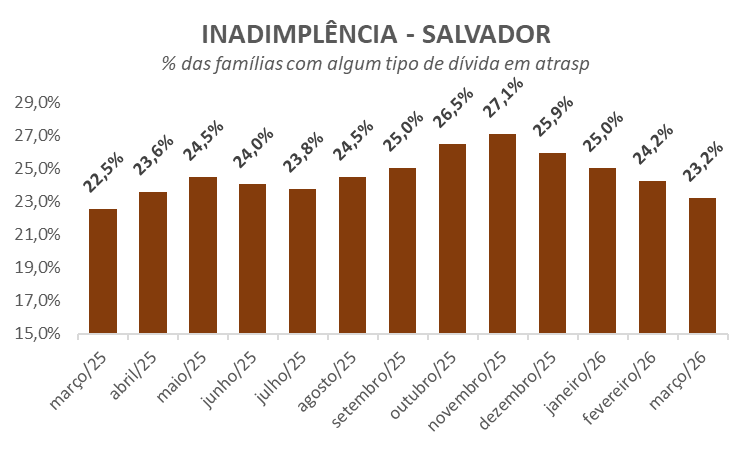 INADIMPLÊNCIA - SALVADOR
% das famílias com algum tipo de dívida em atrasp
29,0%
27,0%
25,0%
23,0%
21,0%
19,0%
17,0%
15,0%
22,5%
23,6%
24,5%
24,0%
23,8%
24,5%
25,0%
26,5%
27,1%
25,9%
25,0%
24,2%
23,2%
março/25
abril/25
maio/25
junho/25
julho/25
agosto/25
setembro/25
outubro/25
novembro/25
dezembro/25
janeiro/26
fevereiro/26
março/26